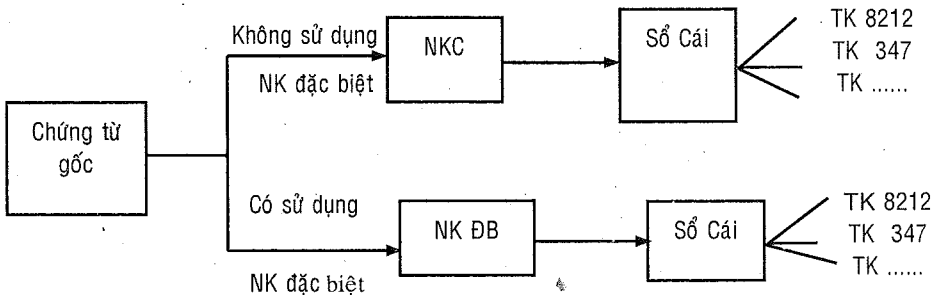 Chứng từ
gốc
Không sử dụng
NK đặc biệt
NKC
Sổ Cái
TK 8212
TK 347
TK ......
Có sử dụng
NK đặc biệt
NK ĐB
Sổ Cái
TK 8212
TK 347
TK ......